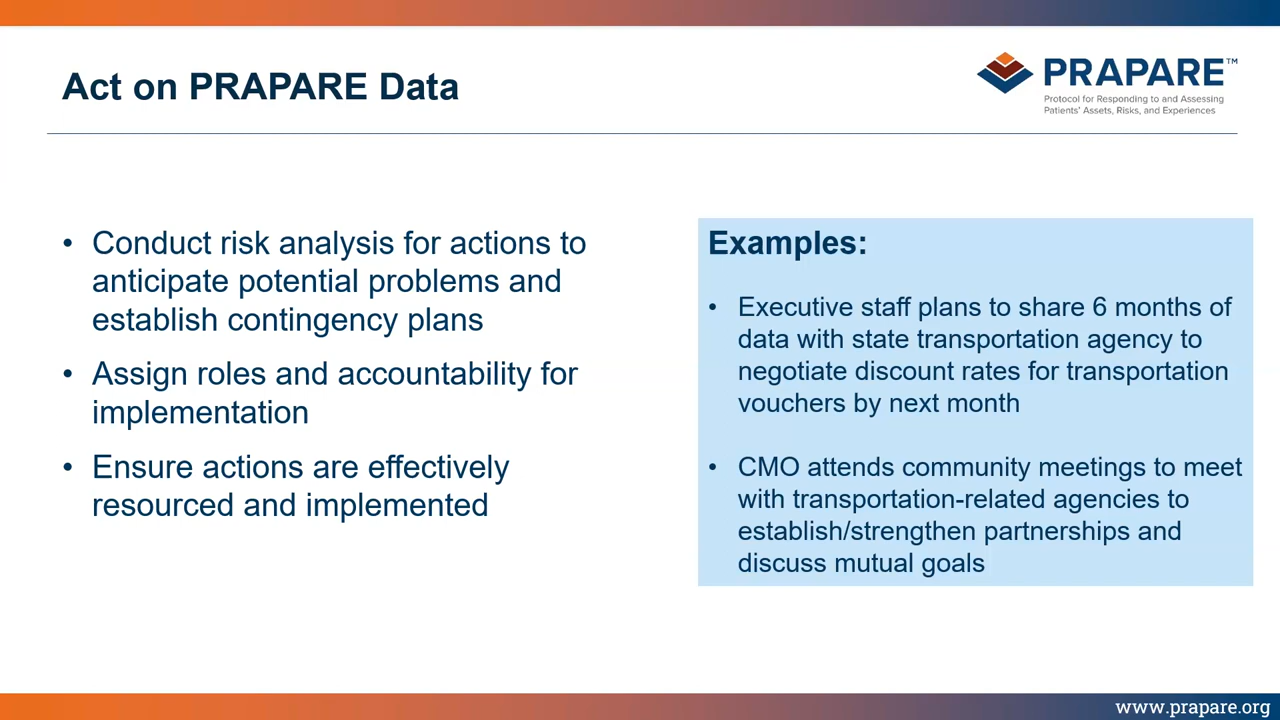 Act on PRAPARE Data
PRAPARE™
Protocol for Responding to and Assessing
Patients' Assets, Risks, and Experiences
• Conduct risk analysis for actions to
anticipate potential problems and
establish contingency plans
• Assign roles and accountability for
implementation
• Ensure actions are effectively
resourced and implemented
Examples:
• Executive staff plans to share 6 months of
data with state transportation agency to
negotiate discount rates for transportation
vouchers by next month
• CMO attends community meetings to meet
with transportation-related agencies to
establish/strengthen partnerships and
discuss mutual goals
www.prapare.org